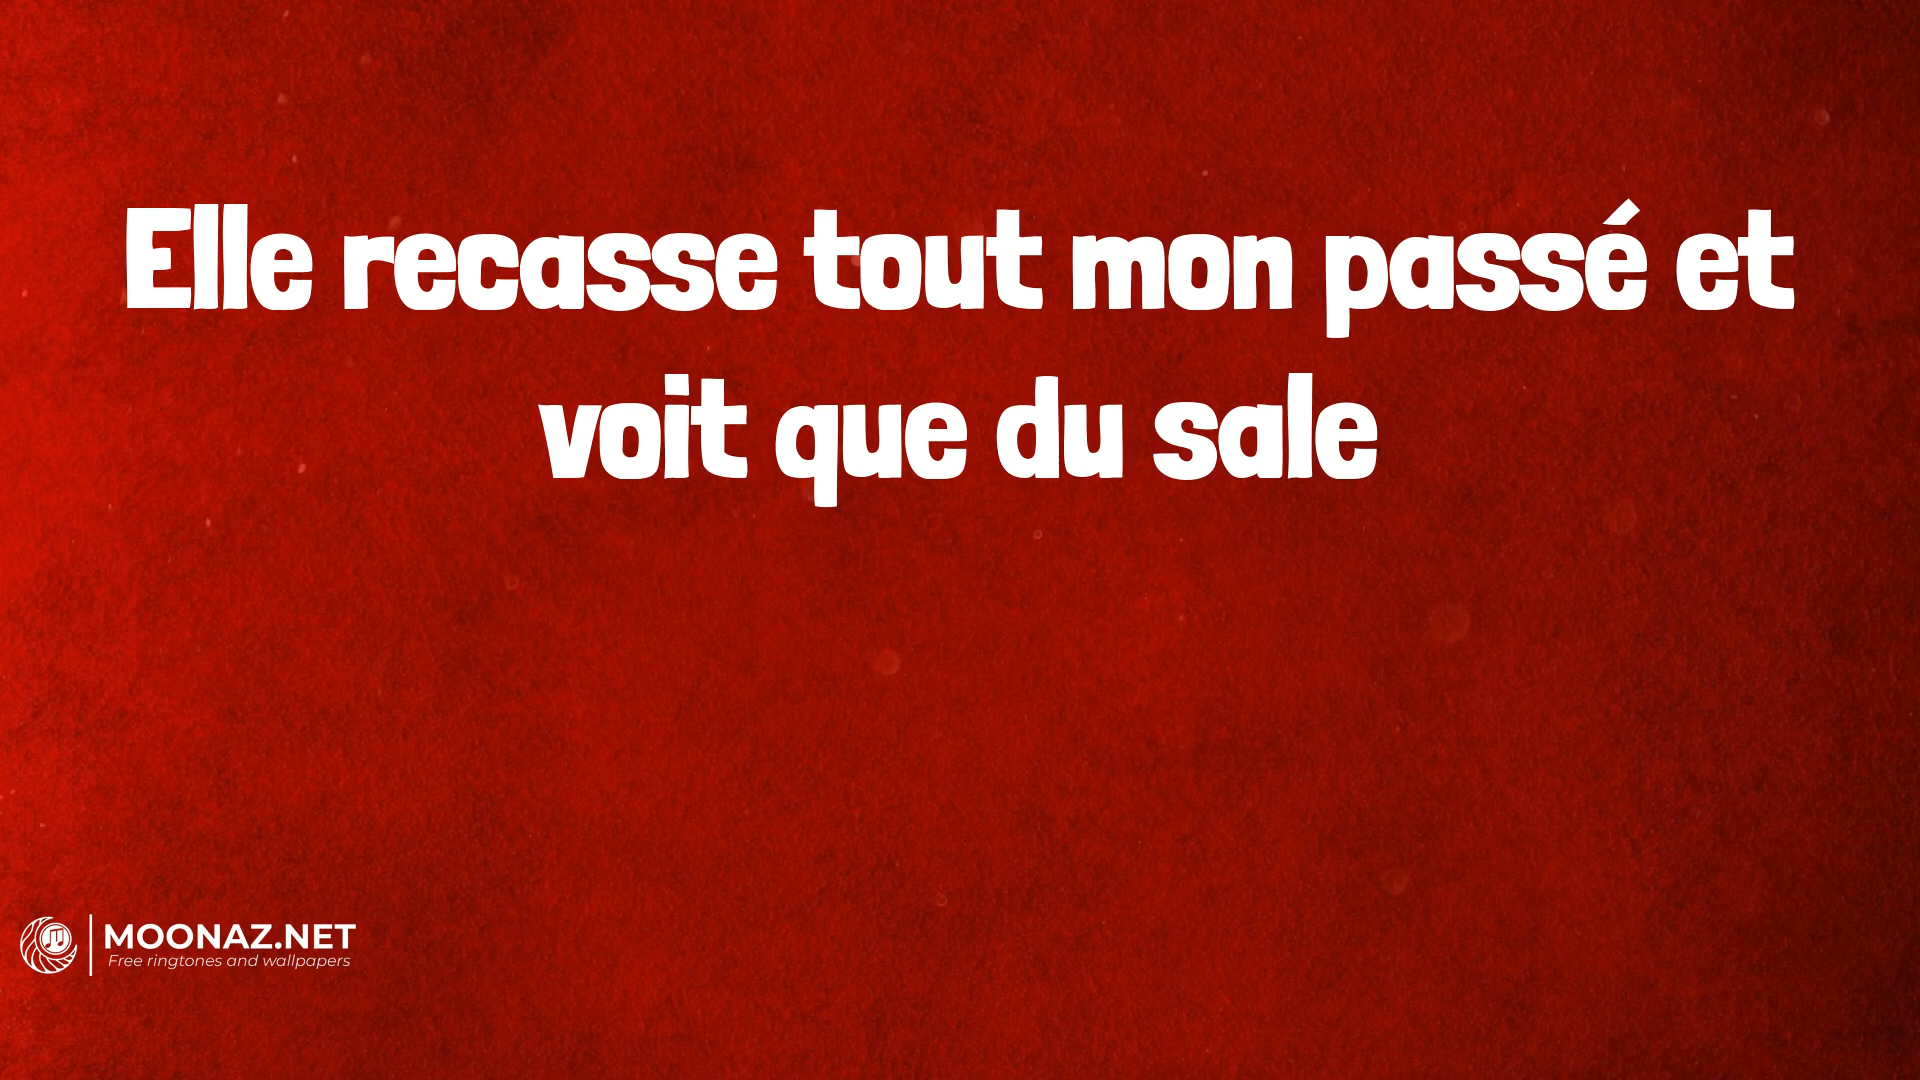 Elle recasse tout mon passé et
voit que du sale
MOONAZ.NET
Free ringtones and wallpapers